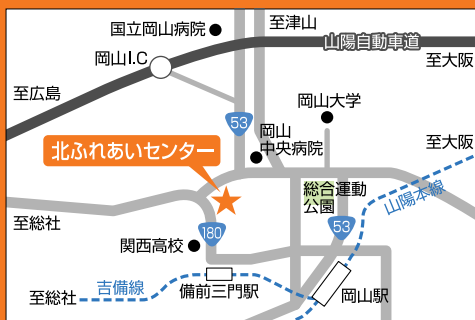 国立岡山病院
至津山
山陽自動車道
岡山I.C
至大阪
至広島
岡山大学
53
岡山
中央病院
至大阪
北ふれあいセンター
総合運動
公園
山陽本線
至総社
180
53
関西高校
吉備線
備前三門駅
岡山駅
至総社